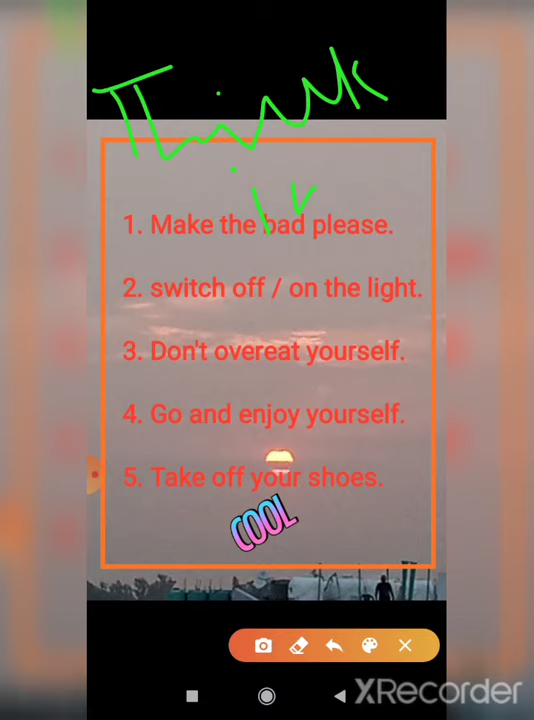 Think
1. Make the bad please.
2. switch off / on the light.
3. Don't overeat yourself.
4. Go and enjoy yourself.
5. Take off your shoes.
COOL
XRecorder